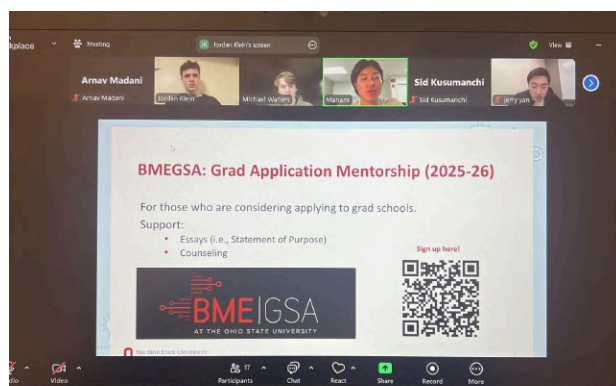 kplace
Meeting
JK Jordan Klein's screen
View
Arnav Madani
Arnav Madani
Jordan Klein
Michael Walters
Manami
Sid Kusumanchi
Sid Kusumanchi
jerry yan
BMEGSA: Grad Application Mentorship (2025-26)
For those who are considering applying to grad schools.
Support:
• Essays (i.e., Statement of Purpose)
• Counseling
Sign up here!
BME|GSA
AT THE OHIO STATE UNIVERSITY
THE OHIO STATE UNIVERSITY
dio
Video
17
Participants
Chat
React
Share
Record
More